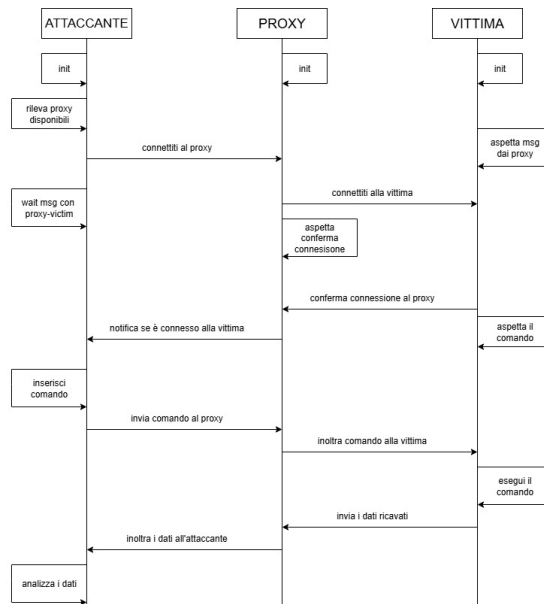 ATTACCANTE
PROXY
VITTIMA
init
init
init
rileva proxy
disponibili
connettiti al proxy
aspetta msg
dai proxy
wait msg con
proxy-victim
connettiti alla vittima
aspetta
conferma
connesisone
conferma connessione al proxy
notifica se è connesso alla vittima
aspetta il
comando
inserisci
comando
invia comando al proxy
inoltra comando alla vittima
esegui il
comando
invia i dati ricavati
inoltra i dati all'attaccante
analizza i dati